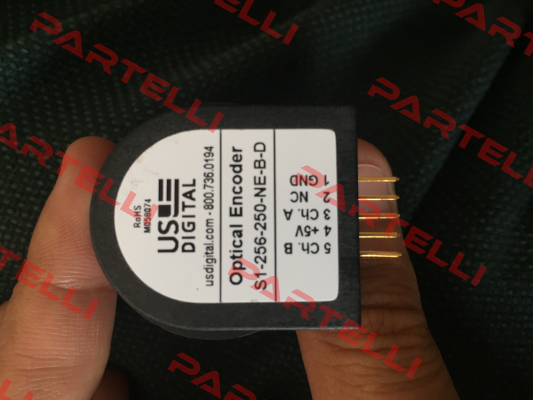 RoHS
M058074
US
DIGITAL
usdigital.com - 800.736.0194
Optical Encoder
S1-256-250-NE-B-D
5 Ch. B
4 +5V
3 Ch. A
2 NC
1 GND
PARTELLI
PARTELLI
PARTELLI
PARTELLI
PARTELLI
PARTELLI